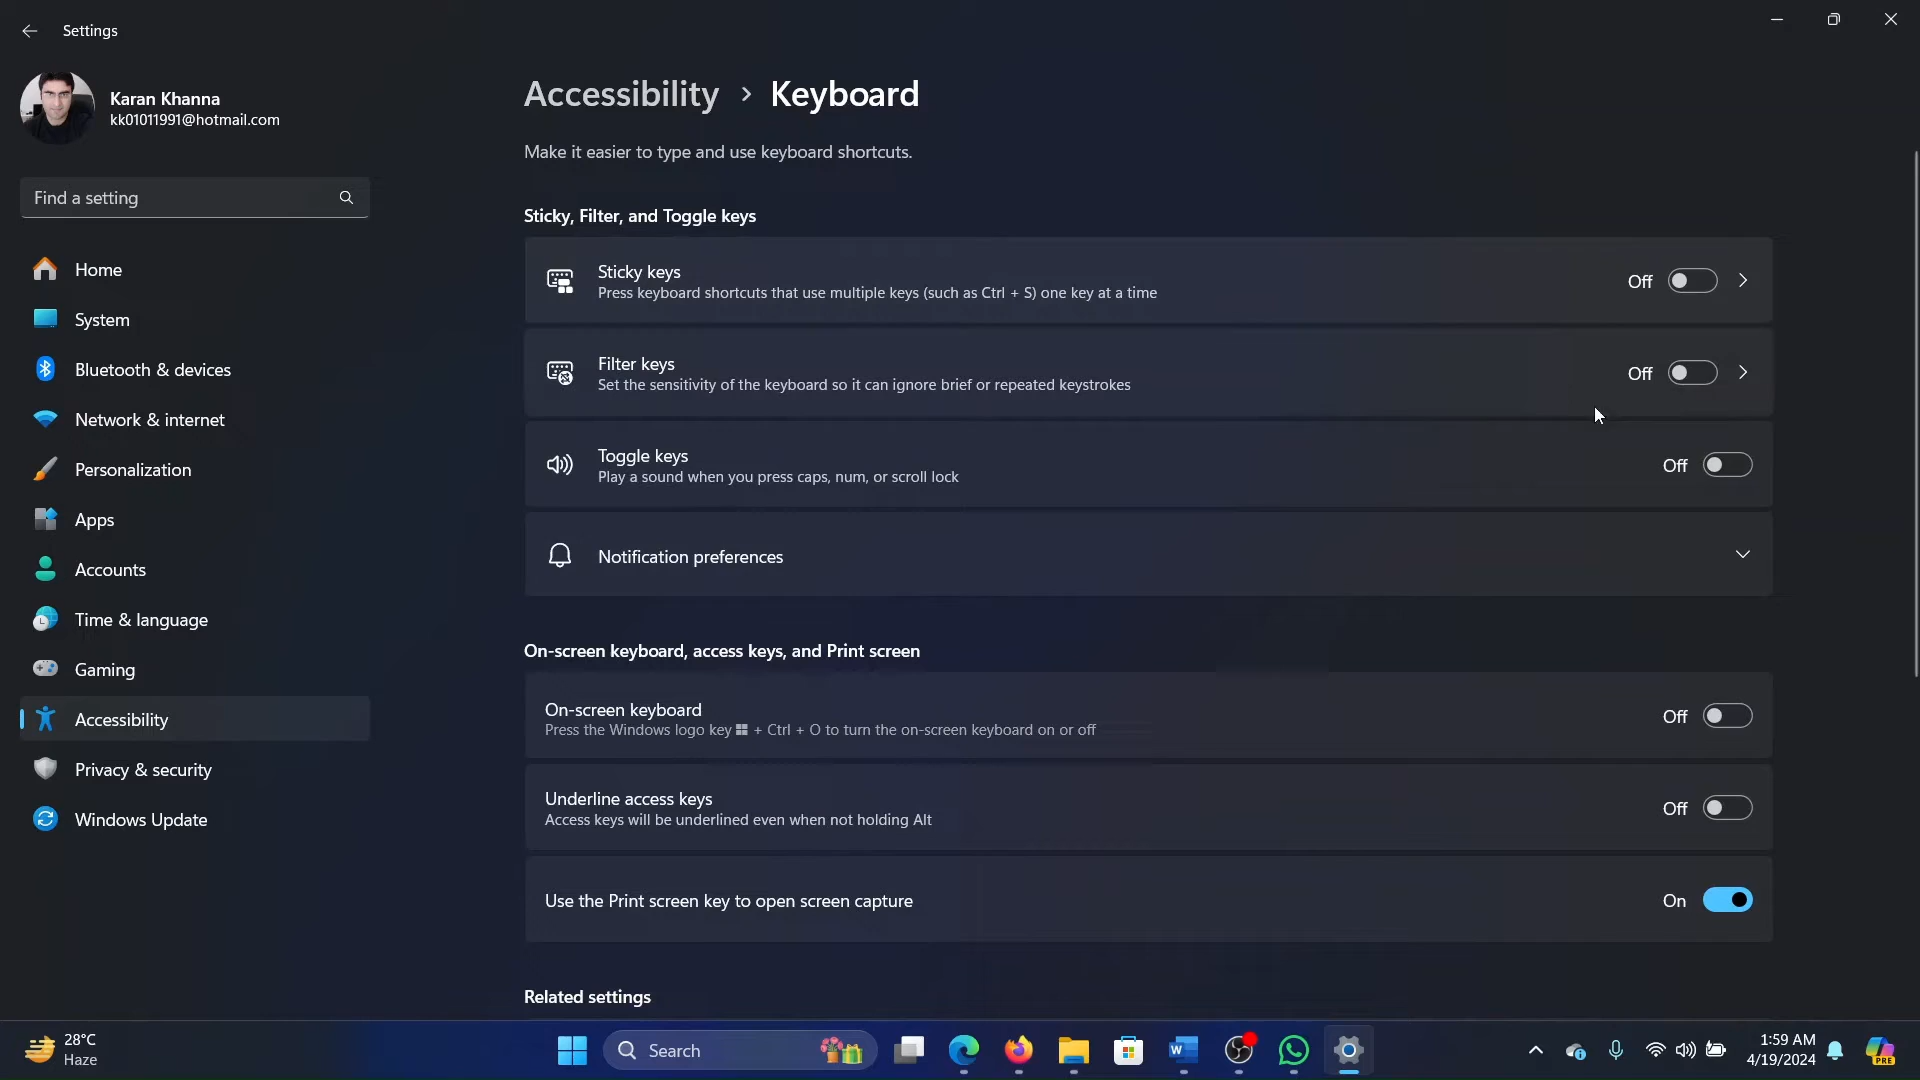 Settings
Karan Khanna
kk01011991@hotmail.com
Find a setting
Home
System
Bluetooth & devices
Network & internet
Personalization
Apps
Accounts
Time & language
Gaming
Accessibility
Privacy & security
Windows Update
Accessibility > Keyboard
Make it easier to type and use keyboard shortcuts.
Sticky, Filter, and Toggle keys
Sticky keys
Press keyboard shortcuts that use multiple keys (such as Ctrl + S) one key at a time
Off
Filter keys
Set the sensitivity of the keyboard so it can ignore brief or repeated keystrokes
Off
Toggle keys
Play a sound when you press caps, num, or scroll lock
Off
Notification preferences
On-screen keyboard, access keys, and Print screen
On-screen keyboard
Press the Windows logo key + Ctrl + O to turn the on-screen keyboard on or off
Off
Underline access keys
Access keys will be underlined even when not holding Alt
Off
Use the Print screen key to open screen capture
On
Related settings
28°C
Haze
Search
W
PRE
1:59 AM
4/19/2024